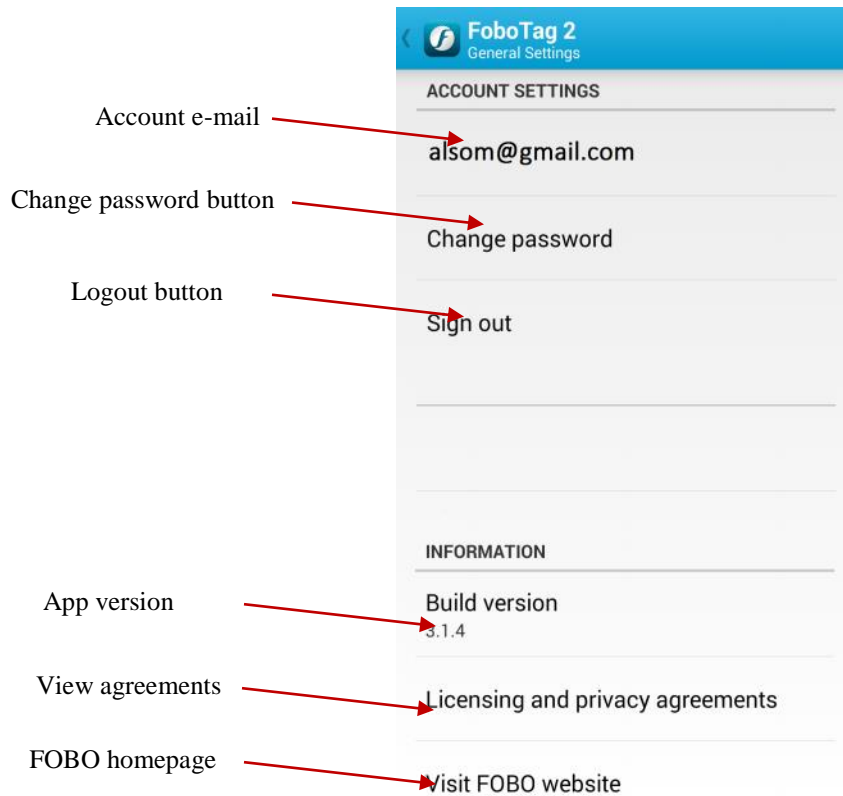 FoboTag 2
General Settings
ACCOUNT SETTINGS
Account e-mail
alsom@gmail.com
Change password button
Change password
Logout button
Sign out
INFORMATION
App version
Build version
3.1.4
View agreements
Licensing and privacy agreements
FOBO homepage
Visit FOBO website